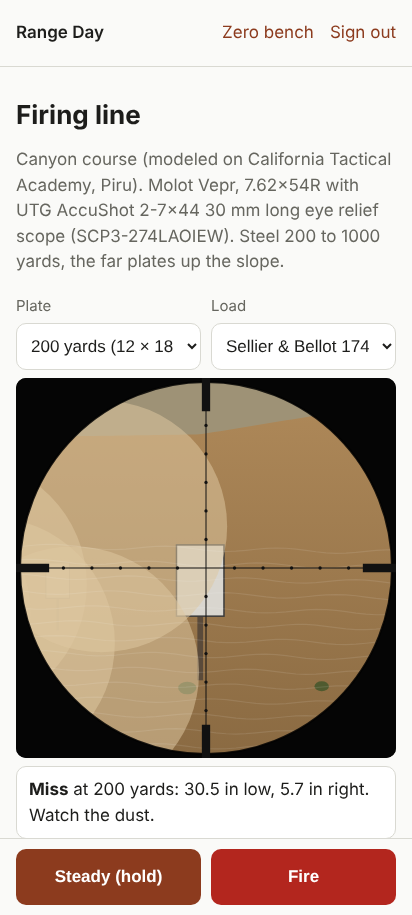 Range Day
Zero bench
Sign out
Firing line
Canyon course (modeled on California Tactical
Academy, Piru). Molot Vepr, 7.62×54R with
UTG AccuShot 2-7×44 30 mm long eye relief
scope (SCP3-274LAOIEW). Steel 200 to 1000
yards, the far plates up the slope.
Plate
Load
200 yards (12 × 18
Sellier & Bellot 174
Miss at 200 yards: 30.5 in low, 5.7 in right.
Watch the dust.
Steady (hold)
Fire